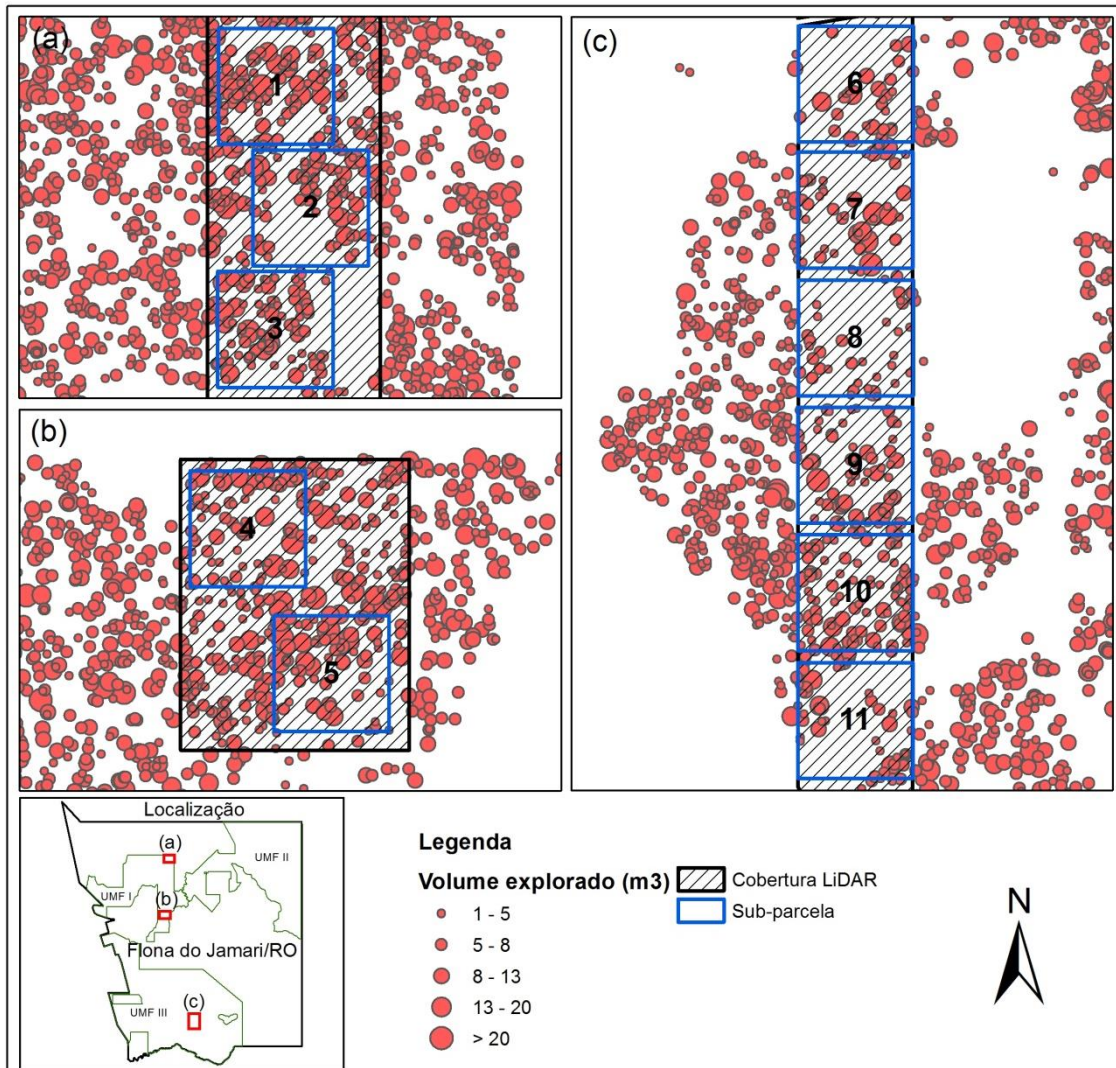 (a)
1
2
3
(b)
4
5
(c)
6
7
8
9
10
11
Localização
(a)
UMF II
UMF I
(b)
Flona do Jamari/RO
(c)
UMF III
Legenda
Volume explorado (m3)
1 - 5
5 - 8
8 - 13
13 - 20
> 20
Cobertura LiDAR
Sub-parcela
N